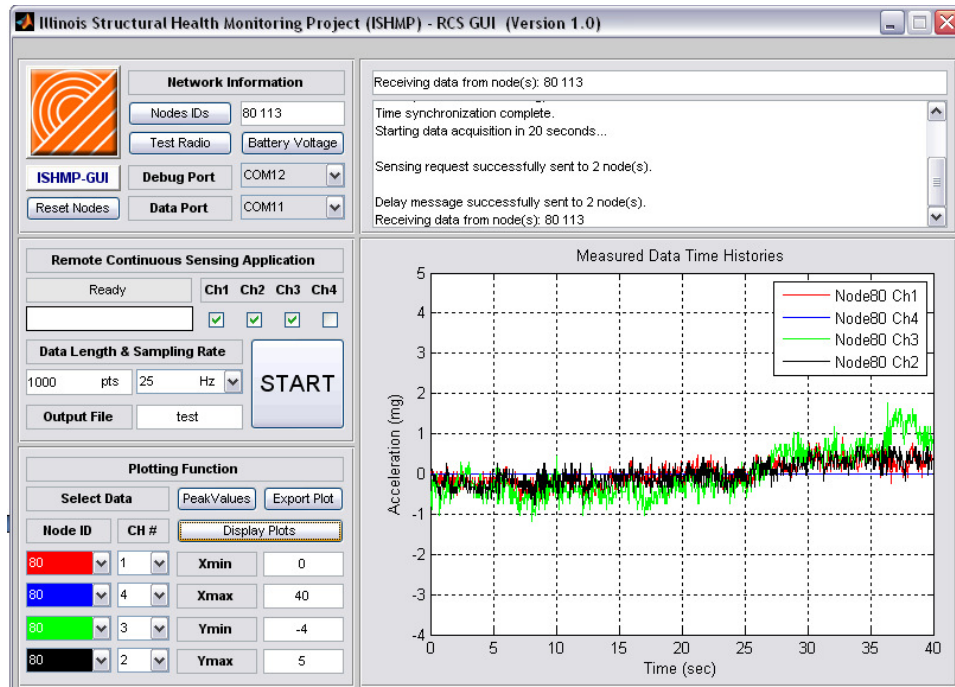 Illinois Structural Health Monitoring Project (ISHMP) - RCS GUI (Version 1.0)
Network Information
Nodes IDs 80 113
Test Radio Battery Voltage
ISHMP-GUI Debug Port COM12
Reset Nodes Data Port COM11
Receiving data from node(s): 80 113
Time synchronization complete.
Starting data acquisition in 20 seconds...
Sensing request successfully sent to 2 node(s).
Delay message successfully sent to 2 node(s).
Receiving data from node(s): 80 113
Remote Continuous Sensing Application
Ready Ch1 Ch2 Ch3 Ch4
Data Length & Sampling Rate
1000 pts 25 Hz
START
Output File test
Plotting Function
Select Data PeakValues Export Plot
Node ID CH # Display Plots
80 1 Xmin 0
80 4 Xmax 40
80 3 Ymin -4
80 2 Ymax 5
Measured Data Time Histories
Node80 Ch1
Node80 Ch4
Node80 Ch3
Node80 Ch2
Acceleration (mg)
5
4
3
2
1
0
-1
-2
-3
-4
0 5 10 15 20 25 30 35 40
Time (sec)